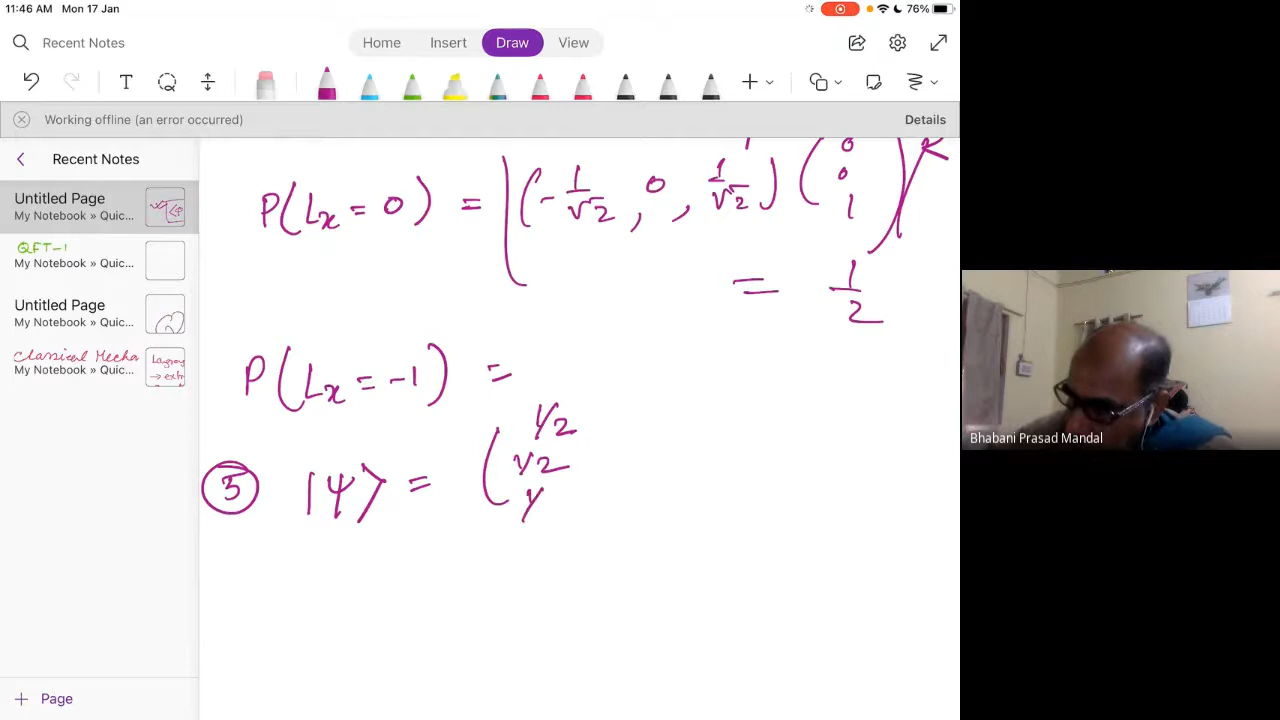 11:46 AM Mon 17 Jan
76%
Recent Notes
Home Insert Draw View
Working offline (an error occurred)
Details
Recent Notes
Untitled Page
My Notebook » Quic...
QFT-1
My Notebook » Quic...
Untitled Page
My Notebook » Quic...
Classical Mecha
My Notebook » Quic...
Page
P(Lx = 0) = |(-1/√2, 0, 1/√2) (0 0 1)|
= 1/2
P(Lx = -1) =
(5) |ψ> = (1/2 1/2 1/
Bhabani Prasad Mandal